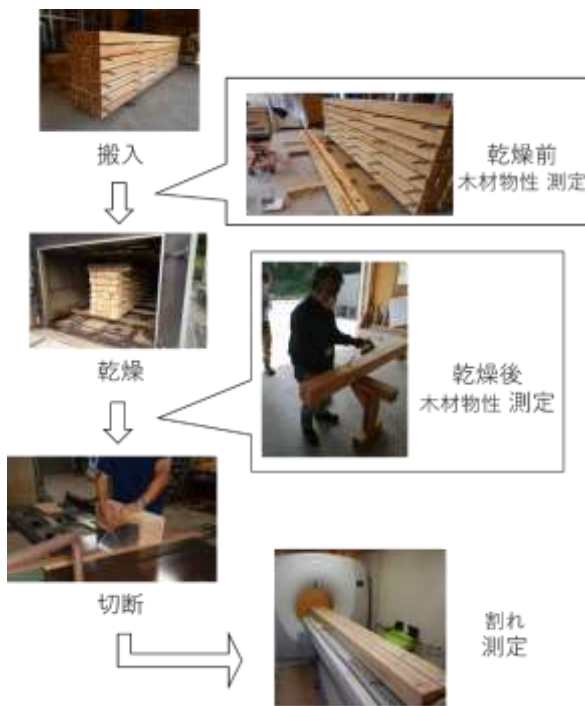 搬入
乾燥前
木材物性 測定
乾燥
乾燥後
木材物性 測定
切断
割れ
測定